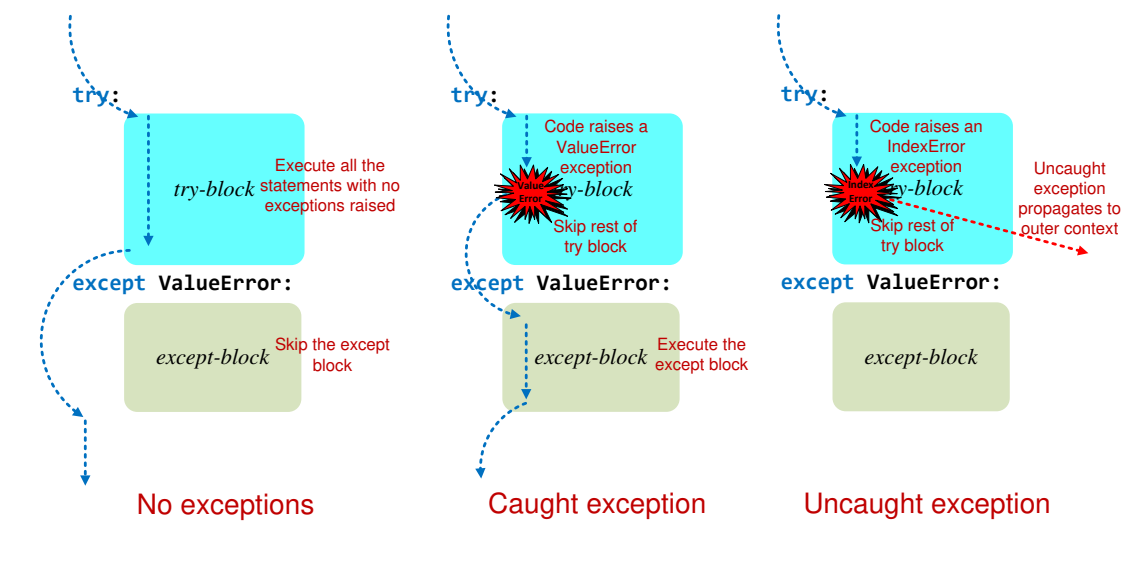 try:
Execute all the
try-block statements with no
exceptions raised
except ValueError:
except-block
Skip the except
block
No exceptions
try:
Code raises a
ValueError
exception
Value
Error
y-block
Skip rest of
try block
except ValueError:
except-block
Execute the
except block
Caught exception
try:
Code raises an
IndexError
exception
Index
Error
y-block
Skip rest of
try block
Uncaught
exception
propagates to
outer context
except ValueError:
except-block
Uncaught exception